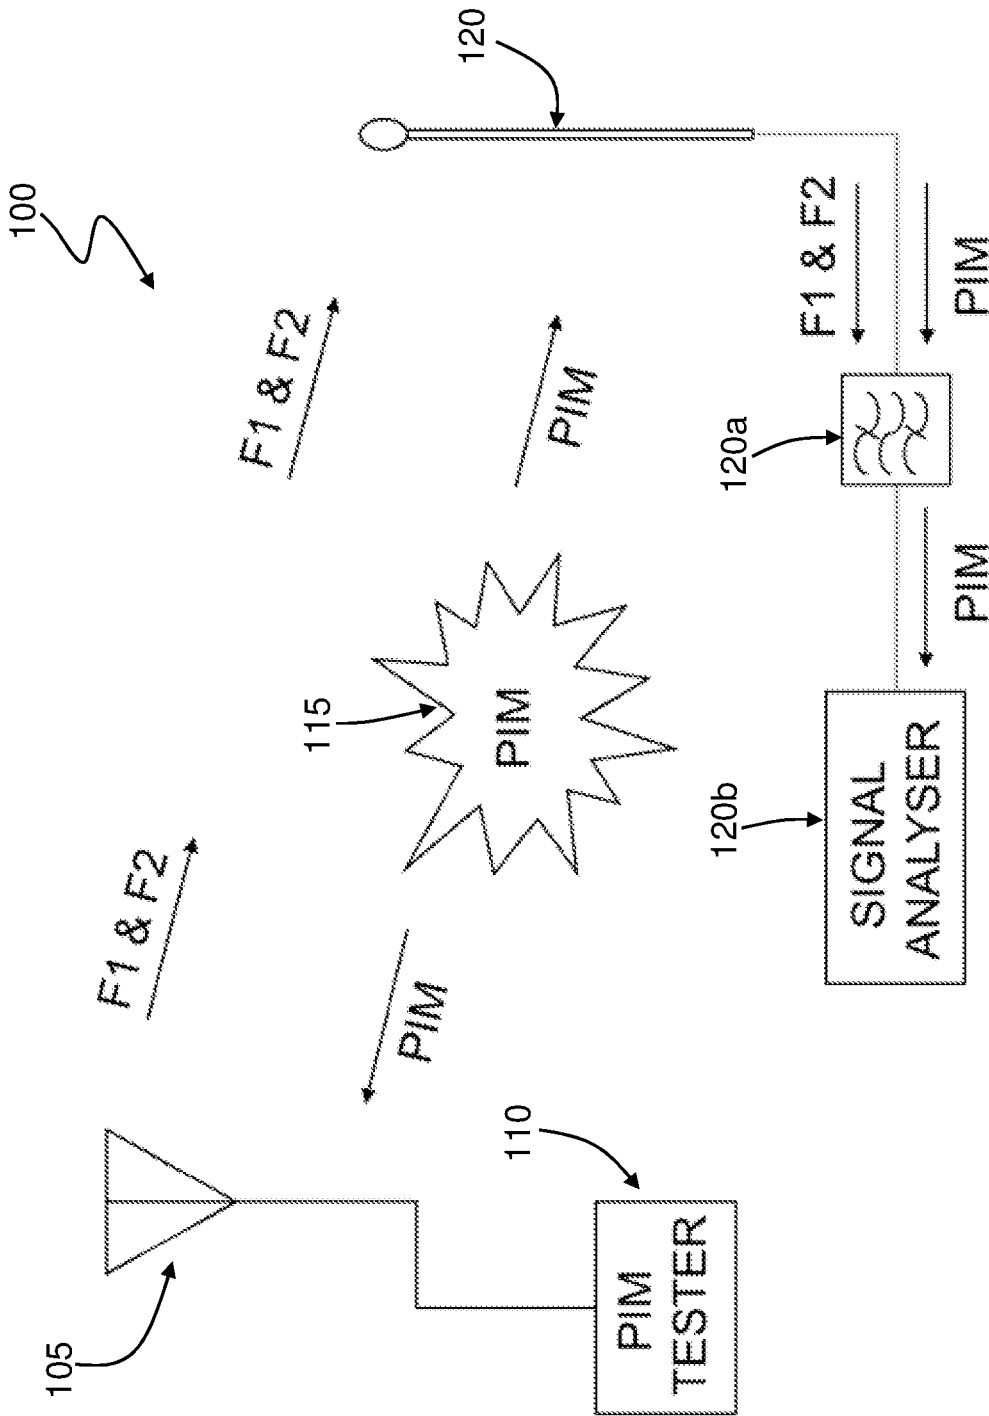 100
F1 & F2
F1 & F2
120
105
115
PIM
PIM
PIM
110
PIM
TESTER
120b
SIGNAL
ANALYSER
120a
PIM
F1 & F2
PIM